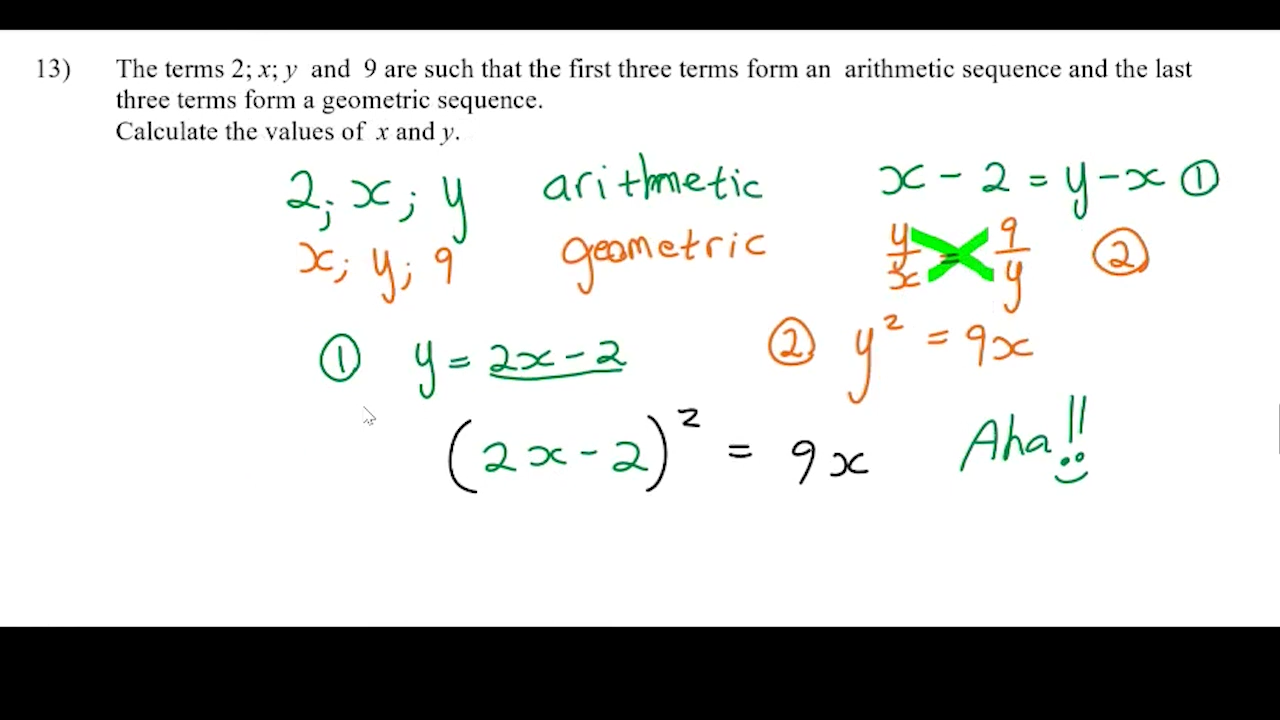 13) The terms 2; x; y and 9 are such that the first three terms form an arithmetic sequence and the last
three terms form a geometric sequence.
Calculate the values of x and y.
2; x; y arithmetic x - 2 = y - x ①
x; y; 9 geometric y/x = 9/y ②
① y = 2x - 2 ② y² = 9x
(2x - 2)² = 9x Aha!!